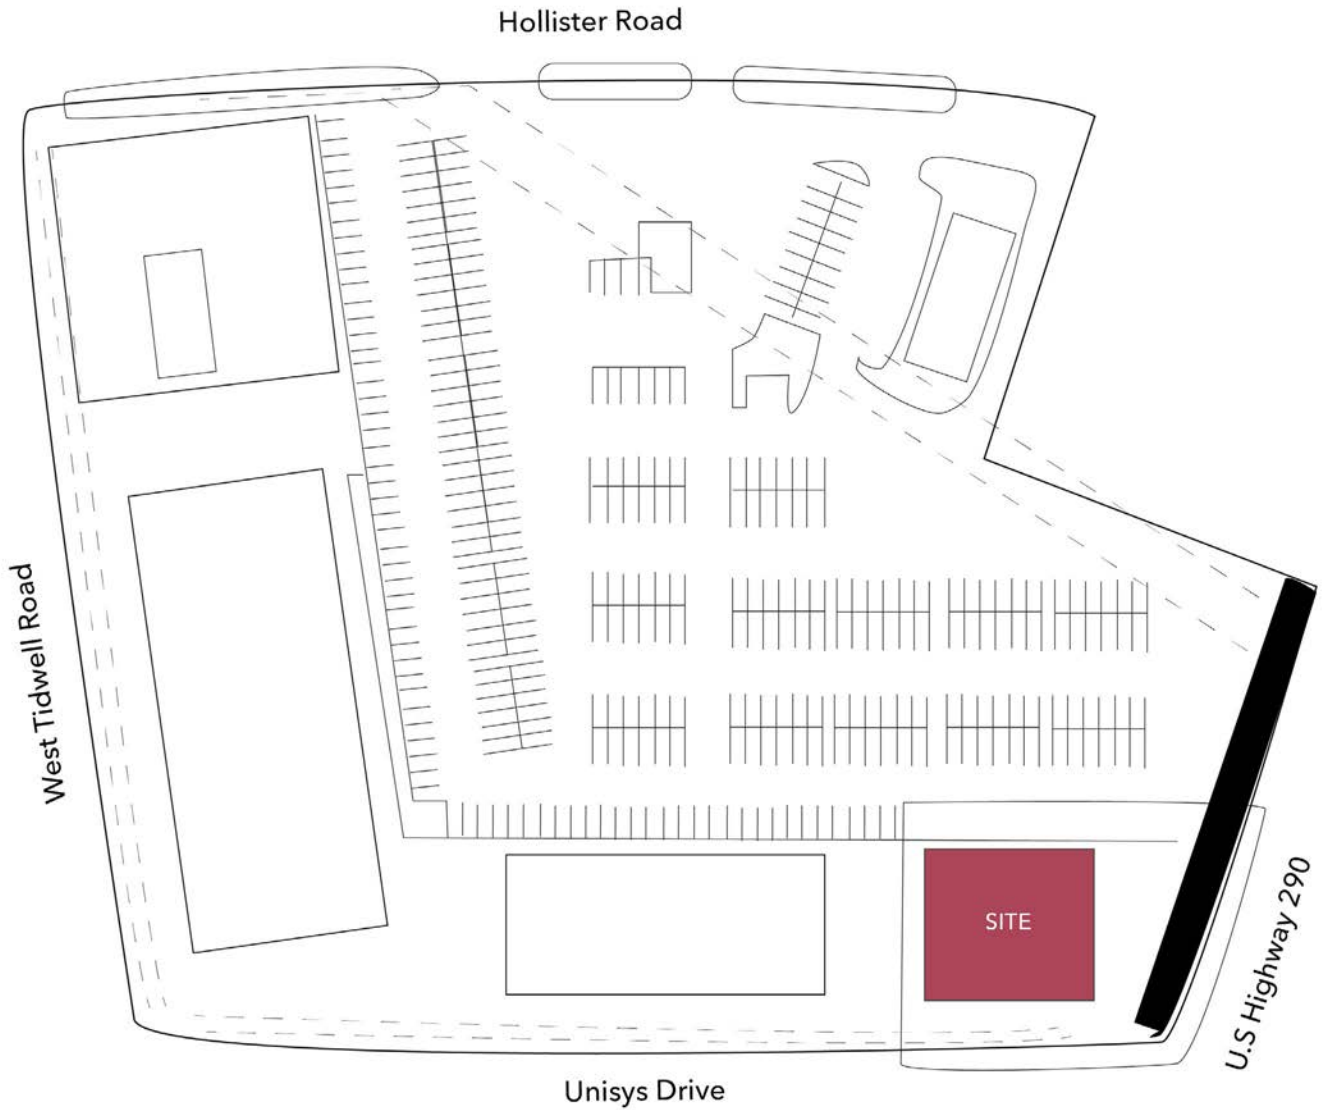 Hollister Road
West Tidwell Road
SITE
U.S Highway 290
Unisys Drive